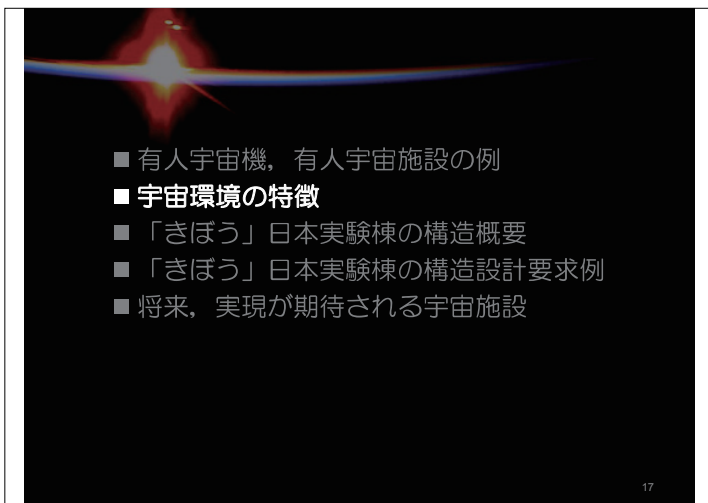 ■ 有人宇宙機，有人宇宙施設の例
■ 宇宙環境の特徴
■ 「きぼう」日本実験棟の構造概要
■ 「きぼう」日本実験棟の構造設計要求例
■ 将来，実現が期待される宇宙施設
17